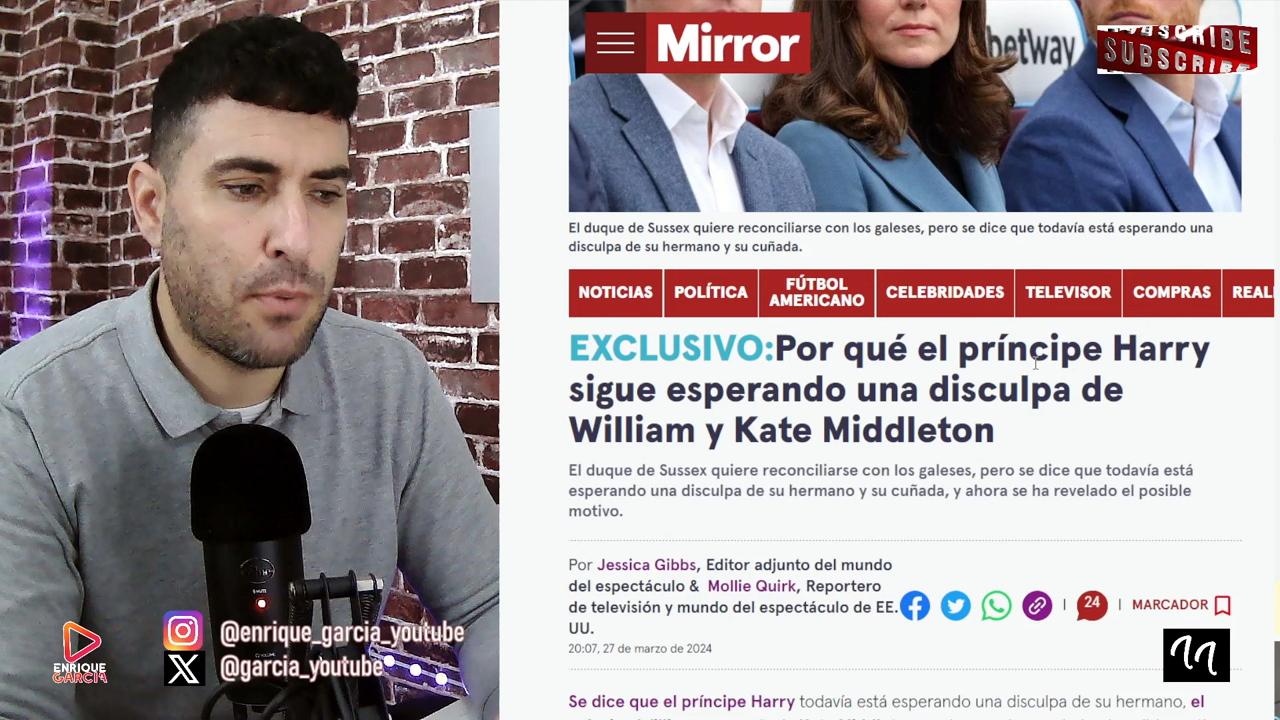 Mirror
betway
SUBSCRIBE
SUBSCRIBE
SUBSCRIBE
El duque de Sussex quiere reconciliarse con los galeses, pero se dice que todavía está esperando una
disculpa de su hermano y su cuñada.
NOTICIAS POLÍTICA FÚTBOL AMERICANO CELEBRIDADES TELEVISOR COMPRAS REALI
EXCLUSIVO:Por qué el príncipe Harry
sigue esperando una disculpa de
William y Kate Middleton
El duque de Sussex quiere reconciliarse con los galeses, pero se dice que todavía está
esperando una disculpa de su hermano y su cuñada, y ahora se ha revelado el posible
motivo.
Por Jessica Gibbs, Editor adjunto del mundo
del espectáculo & Mollie Quirk, Reportero
de televisión y mundo del espectáculo de EE.
UU.
24
MARCADOR
20:07, 27 de marzo de 2024
Se dice que el príncipe Harry todavía está esperando una disculpa de su hermano, el
@enrique_garcia_youtube
@garcia_youtube
ENRIQUE
GARCIA